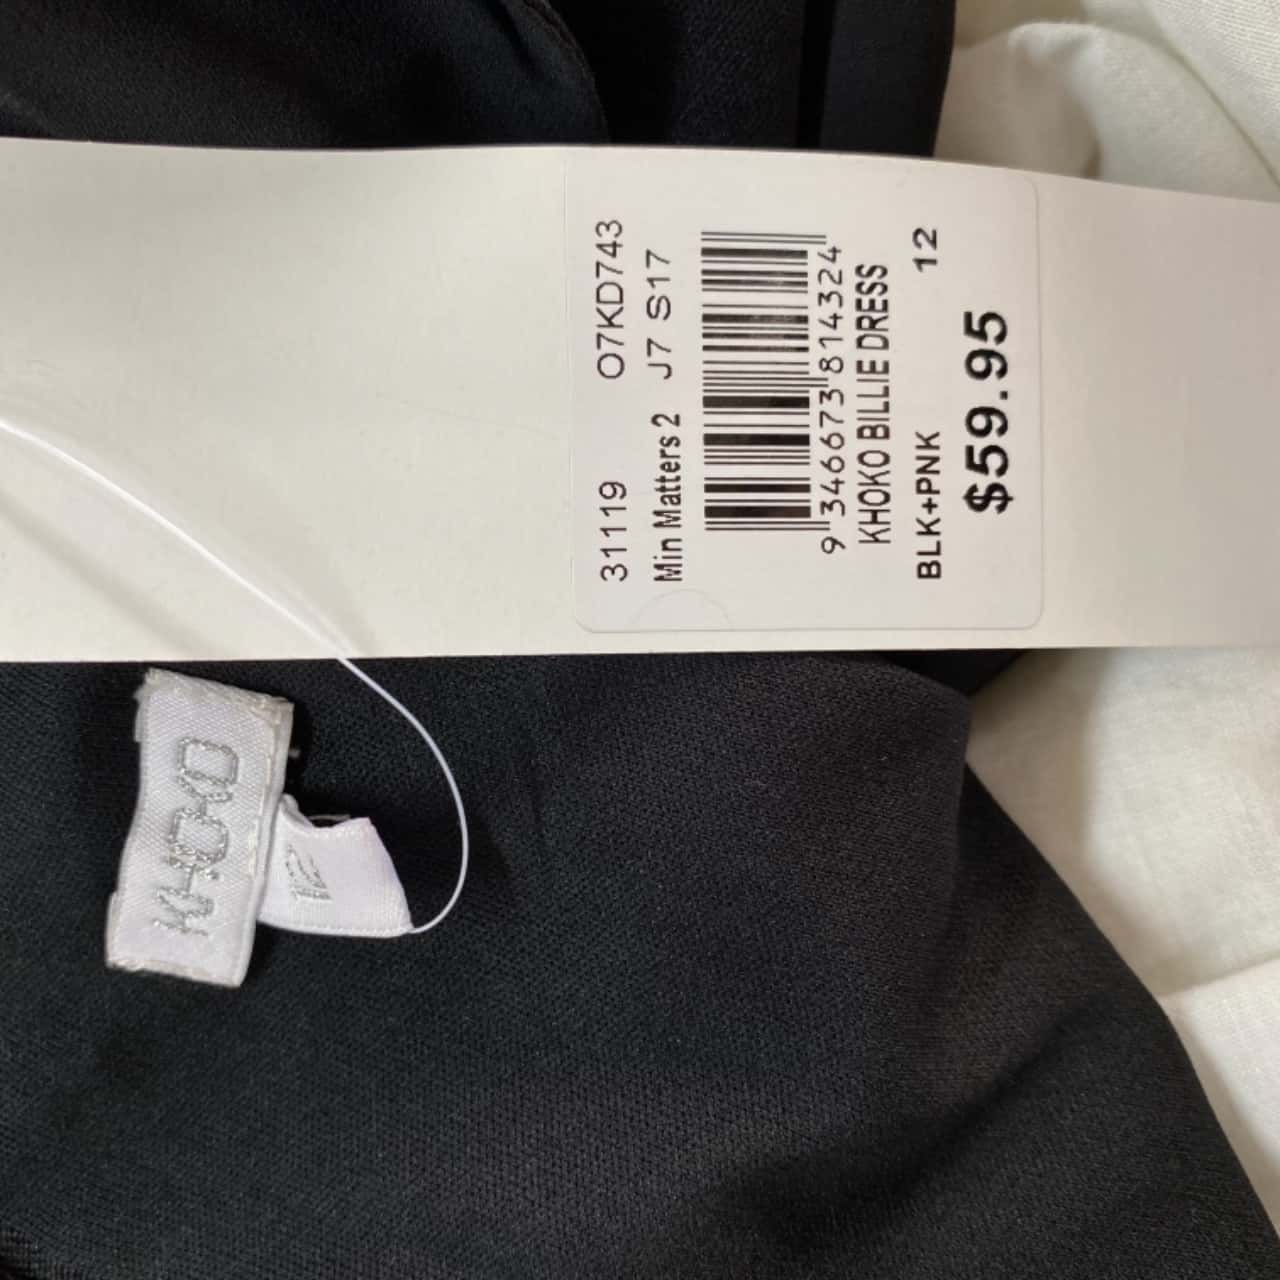 31119 O7KD743
Min Matters 2 J7 S17
9 346673 814324
KHOKO BILLIE DRESS
BLK+PNK 12
$59.95
KHOKO
12